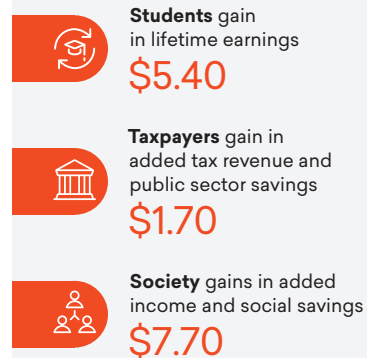 Students gain
in lifetime earnings
$5.40
Taxpayers gain in
added tax revenue and
public sector savings
$1.70
Society gains in added
income and social savings
$7.70